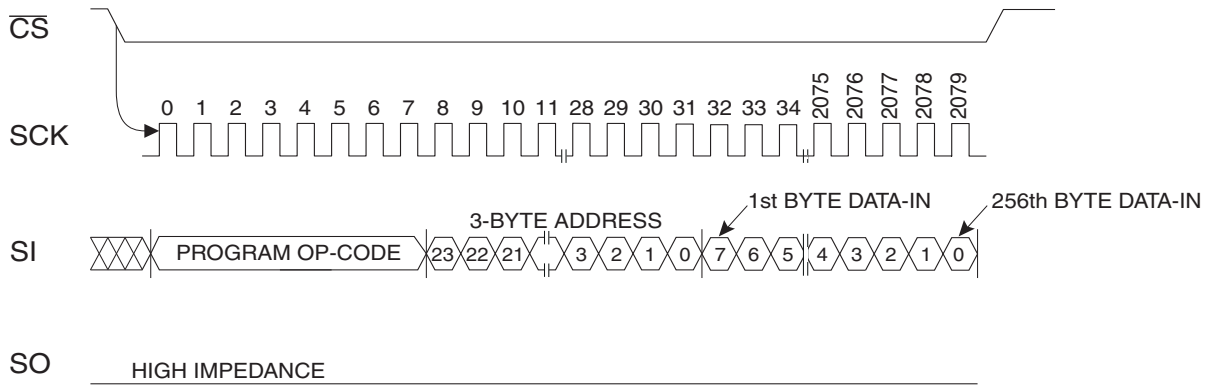 CS
0 1 2 3 4 5 6 7 8 9 10 11 28 29 30 31 32 33 34 2075 2076 2077 2078 2079
SCK
1st BYTE DATA-IN 256th BYTE DATA-IN
3-BYTE ADDRESS
SI PROGRAM OP-CODE 23 22 21 3 2 1 0 7 6 5 4 3 2 1 0
SO HIGH IMPEDANCE